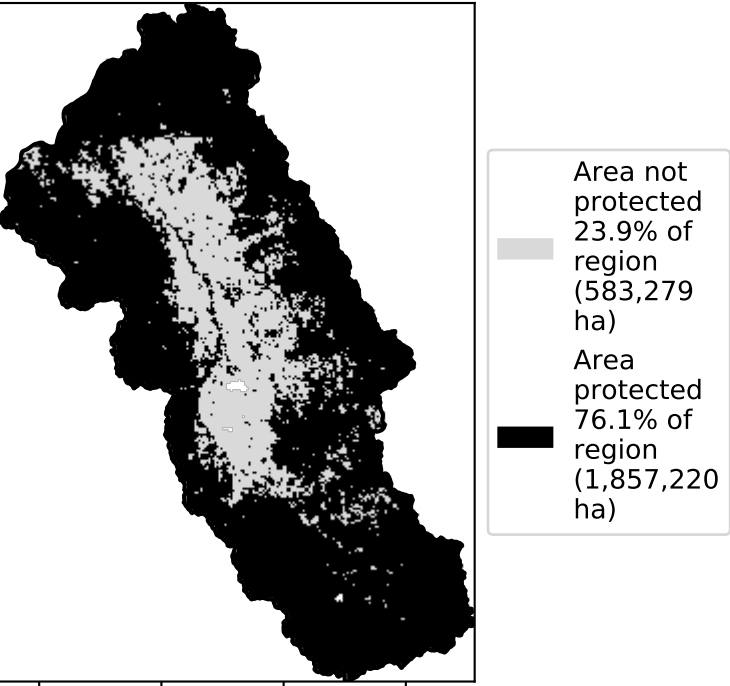 Area not
protected
23.9% of
region
(583,279
ha)
Area
protected
76.1% of
region
(1,857,220
ha)